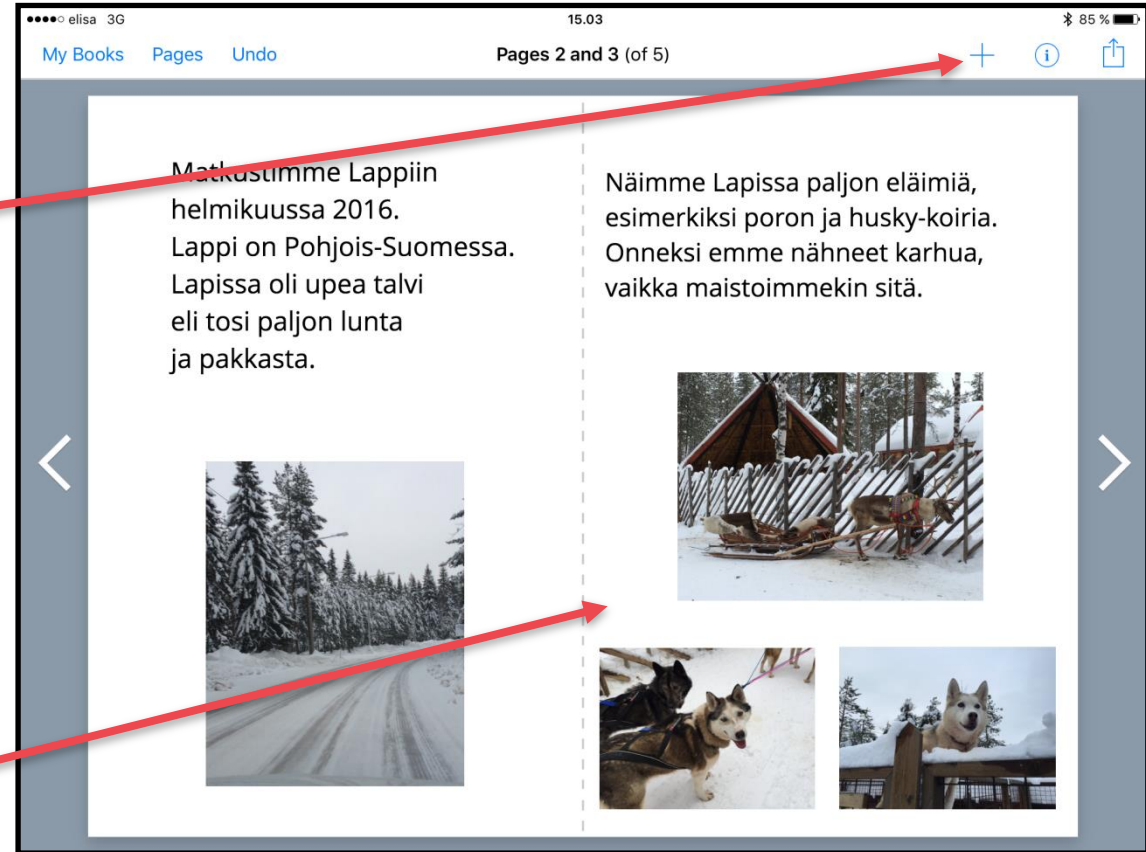 elisa 3G 15.03 85 %
My Books Pages Undo Pages 2 and 3 (of 5)
Matkustimme Lappiin
helmikuussa 2016.
Lappi on Pohjois-Suomessa.
Lapissa oli upea talvi
eli tosi paljon lunta
ja pakkasta.
Näimme Lapissa paljon eläimiä,
esimerkiksi poron ja husky-koiria.
Onneksi emme nähneet karhua,
vaikka maistoimmekin sitä.